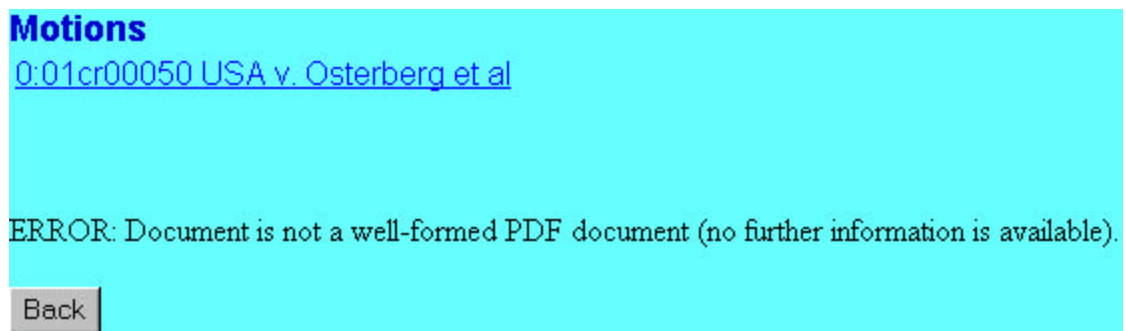 Motions
0:01cr00050 USA v. Osterberg et al
ERROR: Document is not a well-formed PDF document (no further information is available).
Back